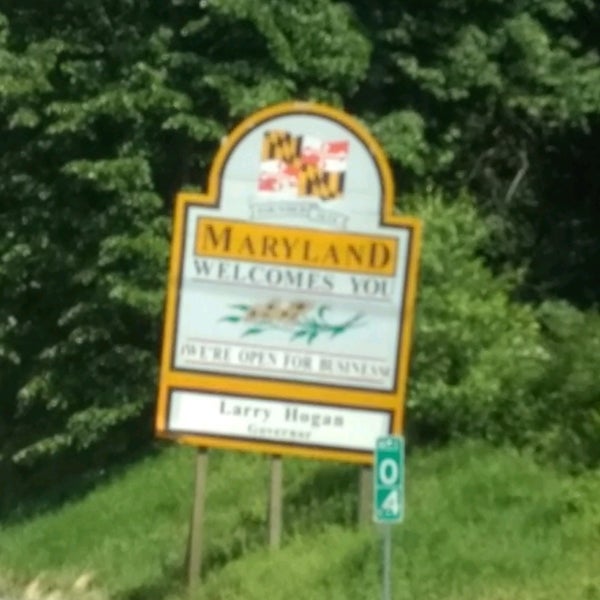 MARYLAND
WELCOMES YOU
WE'RE OPEN FOR BUSINESS
Larry Hogan
Governor
0
4